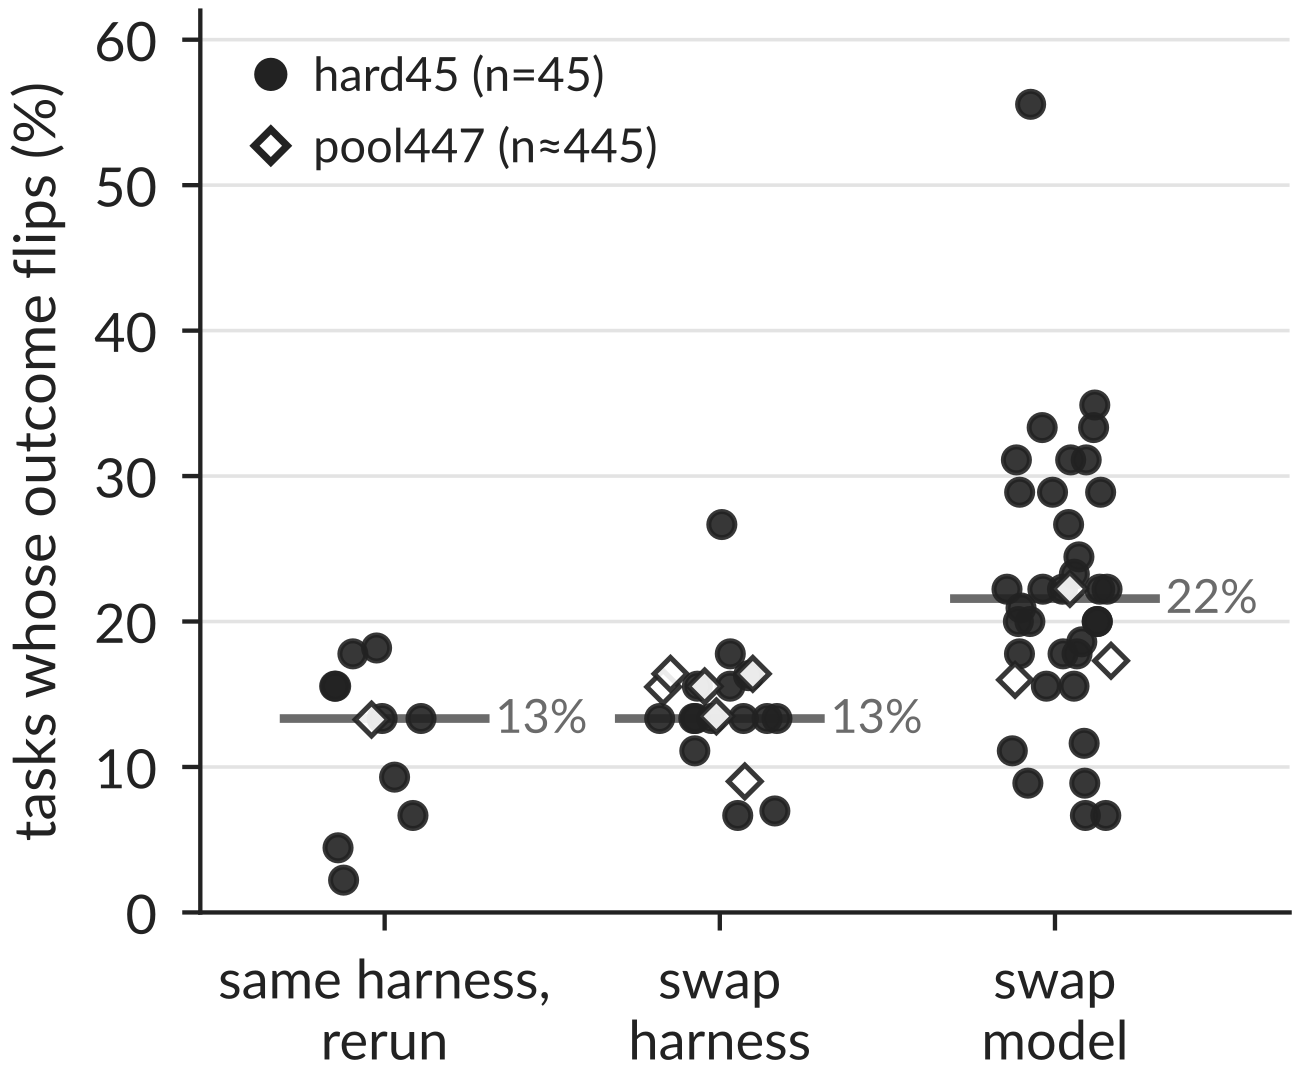 tasks whose outcome flips (%)
60
50
40
30
20
10
0
hard45 (n=45)
pool447 (n≈445)
13%
13%
22%
same harness,
rerun
swap
harness
swap
model